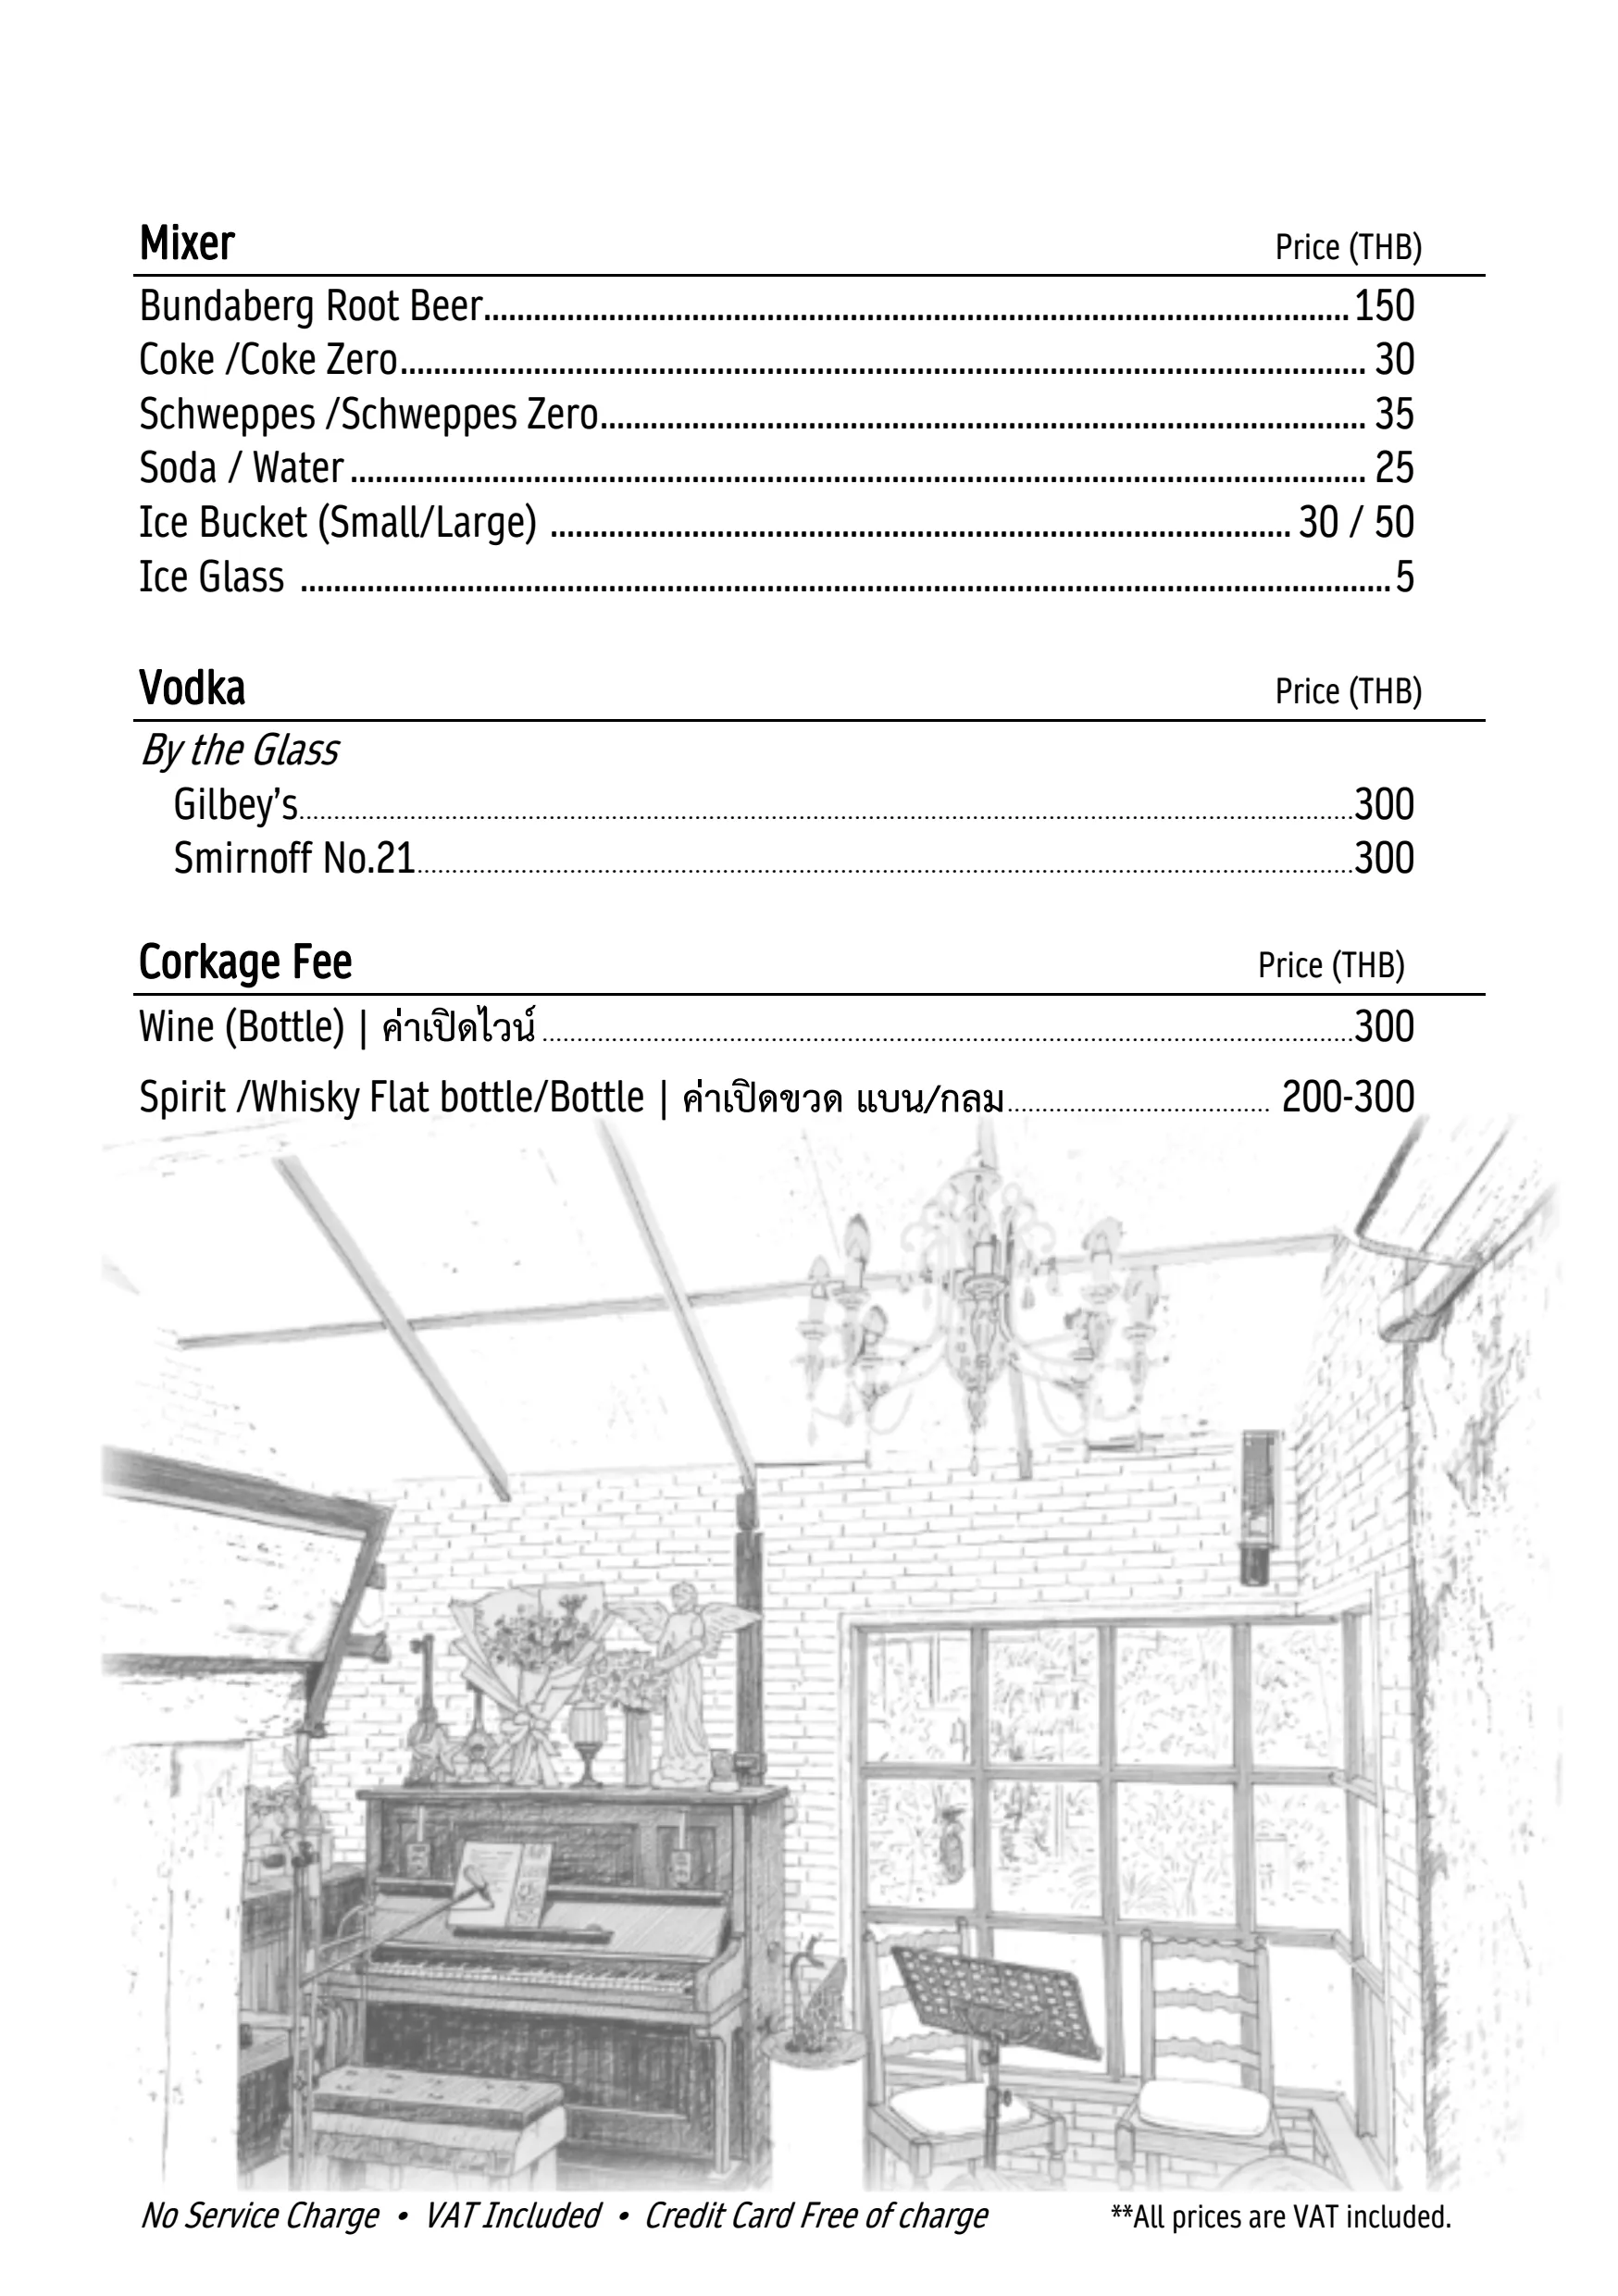 Mixer Price (THB)
Bundaberg Root Beer........150
Coke /Coke Zero........ 30
Schweppes /Schweppes Zero........ 35
Soda / Water ........ 25
Ice Bucket (Small/Large) ........ 30 / 50
Ice Glass ........ 5
Vodka Price (THB)
By the Glass
Gilbey’s........300
Smirnoff No.21........300
Corkage Fee Price (THB)
Wine (Bottle) | ค่าเปิดไวน์ ........300
Spirit /Whisky Flat bottle/Bottle | ค่าเปิดขวด แบน/กลม........ 200-300
No Service Charge • VAT Included • Credit Card Free of charge **All prices are VAT included.